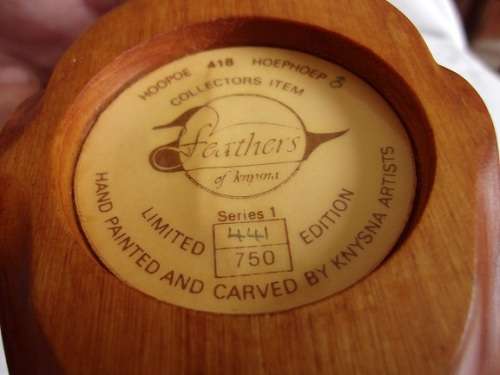 HOOPOE 418 HOEPHOEP
COLLECTORS ITEM
feathers
of knysna
LIMITED EDITION
Series 1
441
750
HAND PAINTED AND CARVED BY KNYSNA ARTISTS